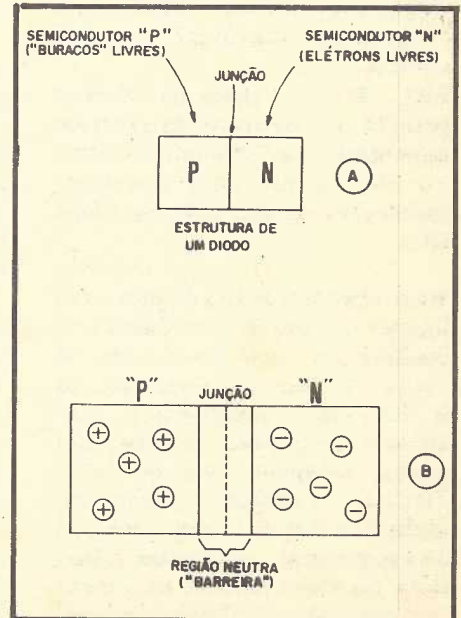 SEMICONDUTOR "P"
("BURACOS" LIVRES)
SEMICONDUTOR "N"
(ELÉTRONS LIVRES)
JUNÇÃO
P
N
A
ESTRUTURA DE
UM DIODO
"P"
JUNÇÃO
"N"
+
+
+
+
+
−
−
−
−
−
B
REGIÃO NEUTRA
("BARREIRA")